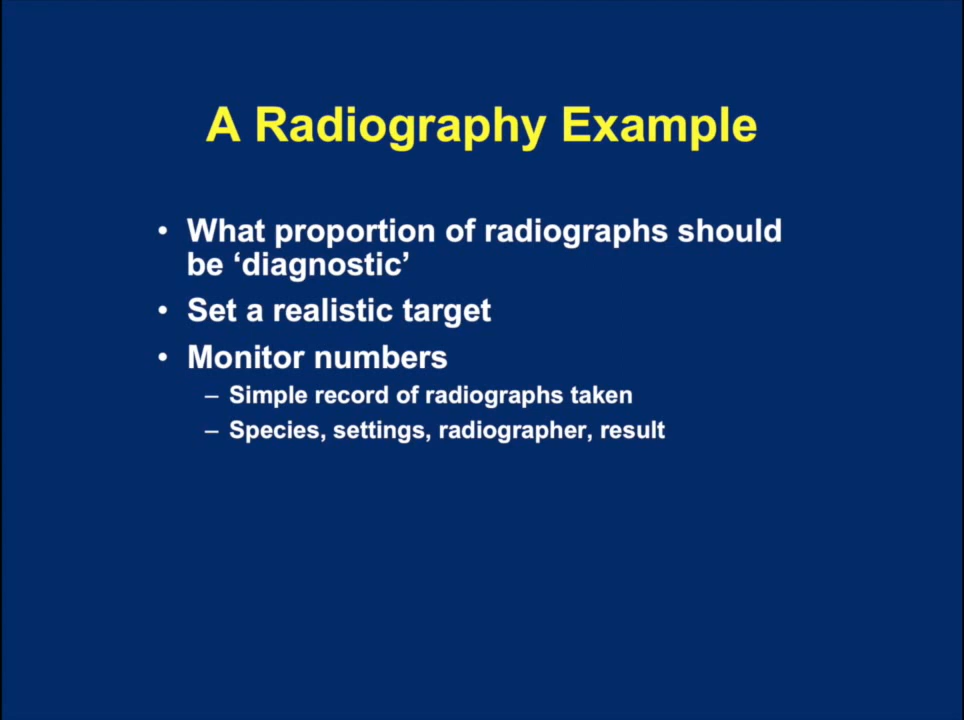 A Radiography Example
• What proportion of radiographs should
be ‘diagnostic’
• Set a realistic target
• Monitor numbers
– Simple record of radiographs taken
– Species, settings, radiographer, result